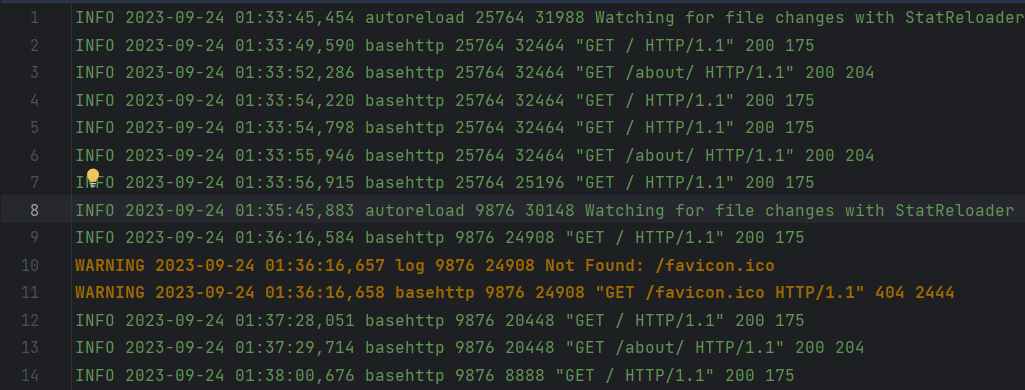 1 INFO 2023-09-24 01:33:45,454 autoreload 25764 31988 Watching for file changes with StatReloader
2 INFO 2023-09-24 01:33:49,590 basehttp 25764 32464 "GET / HTTP/1.1" 200 175
3 INFO 2023-09-24 01:33:52,286 basehttp 25764 32464 "GET /about/ HTTP/1.1" 200 204
4 INFO 2023-09-24 01:33:54,220 basehttp 25764 32464 "GET / HTTP/1.1" 200 175
5 INFO 2023-09-24 01:33:54,798 basehttp 25764 32464 "GET / HTTP/1.1" 200 175
6 INFO 2023-09-24 01:33:55,946 basehttp 25764 32464 "GET /about/ HTTP/1.1" 200 204
7 INFO 2023-09-24 01:33:56,915 basehttp 25764 25196 "GET / HTTP/1.1" 200 175
8 INFO 2023-09-24 01:35:45,883 autoreload 9876 30148 Watching for file changes with StatReloader
9 INFO 2023-09-24 01:36:16,584 basehttp 9876 24908 "GET / HTTP/1.1" 200 175
10 WARNING 2023-09-24 01:36:16,657 log 9876 24908 Not Found: /favicon.ico
11 WARNING 2023-09-24 01:36:16,658 basehttp 9876 24908 "GET /favicon.ico HTTP/1.1" 404 2444
12 INFO 2023-09-24 01:37:28,051 basehttp 9876 20448 "GET / HTTP/1.1" 200 175
13 INFO 2023-09-24 01:37:29,714 basehttp 9876 20448 "GET /about/ HTTP/1.1" 200 204
14 INFO 2023-09-24 01:38:00,676 basehttp 9876 8888 "GET / HTTP/1.1" 200 175